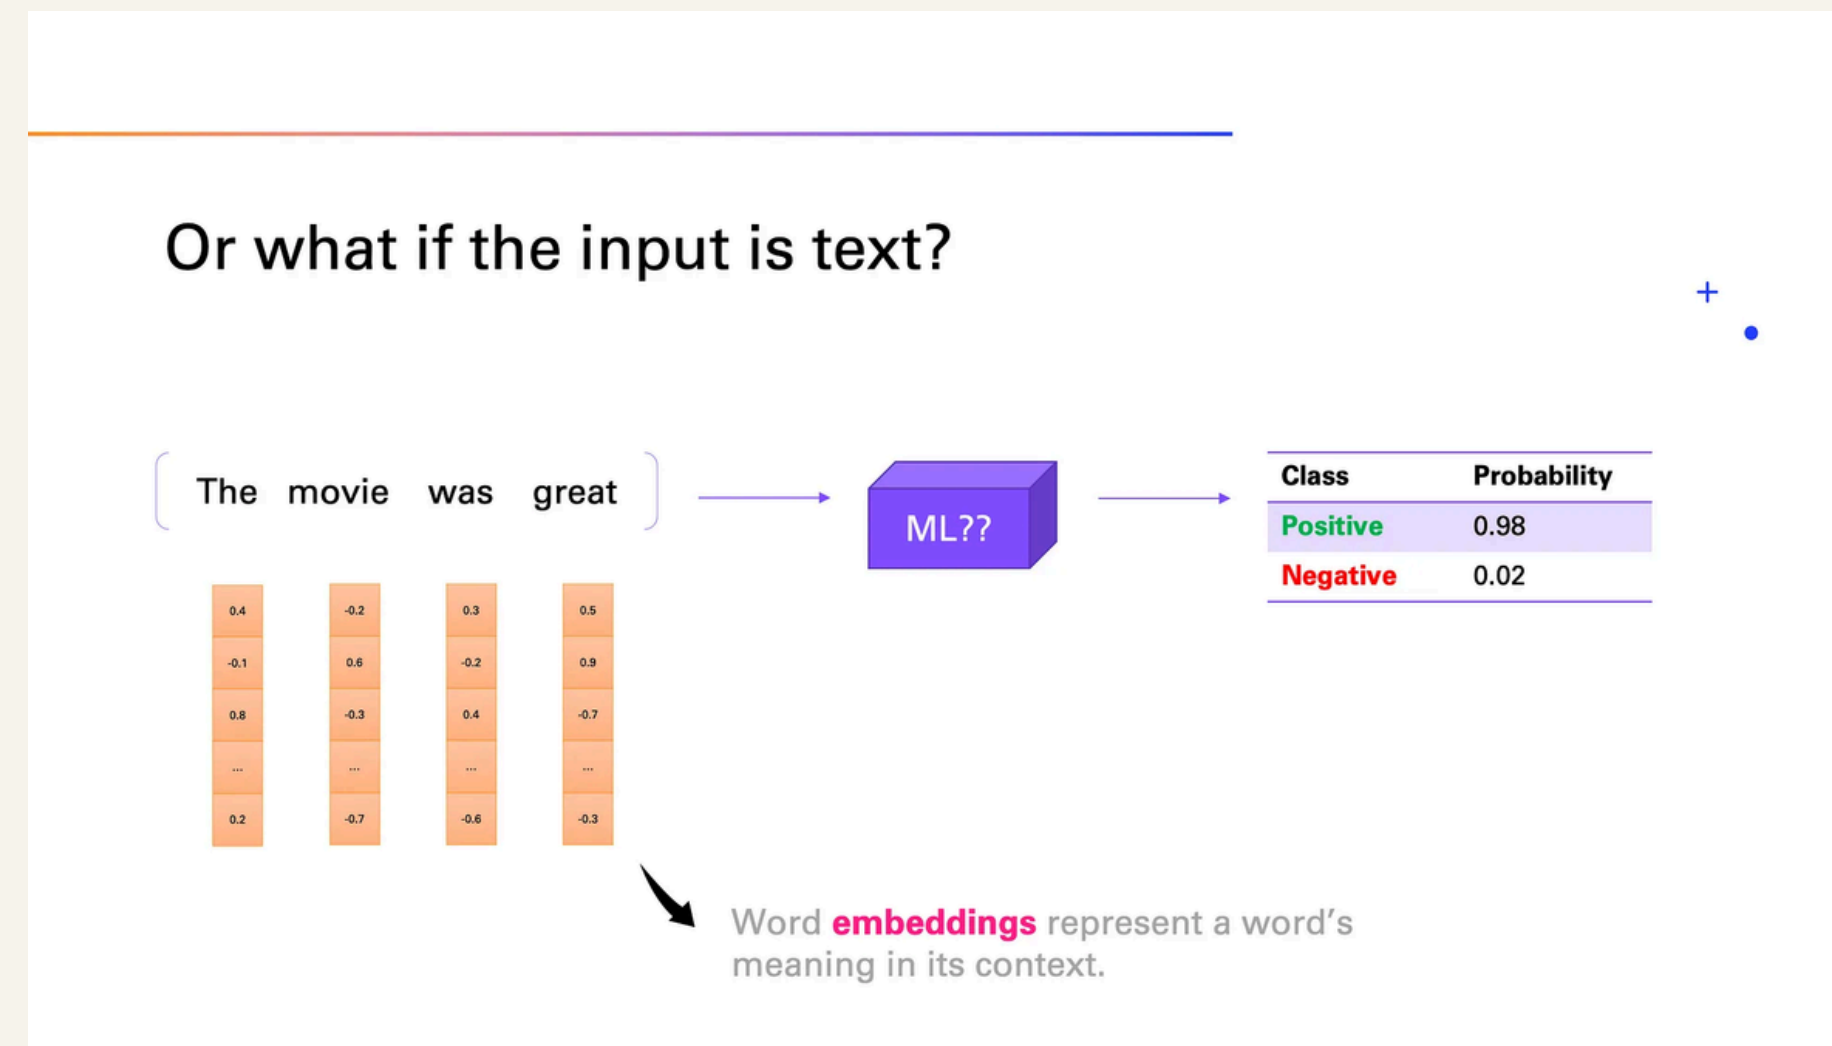 Or what if the input is text?
The movie was great
ML??
Class Probability
Positive 0.98
Negative 0.02
0.4 -0.2 0.3 0.5
-0.1 0.6 -0.2 0.9
0.8 -0.3 0.4 -0.7
... ... ... ...
0.2 -0.7 -0.6 -0.3
Word embeddings represent a word’s
meaning in its context.